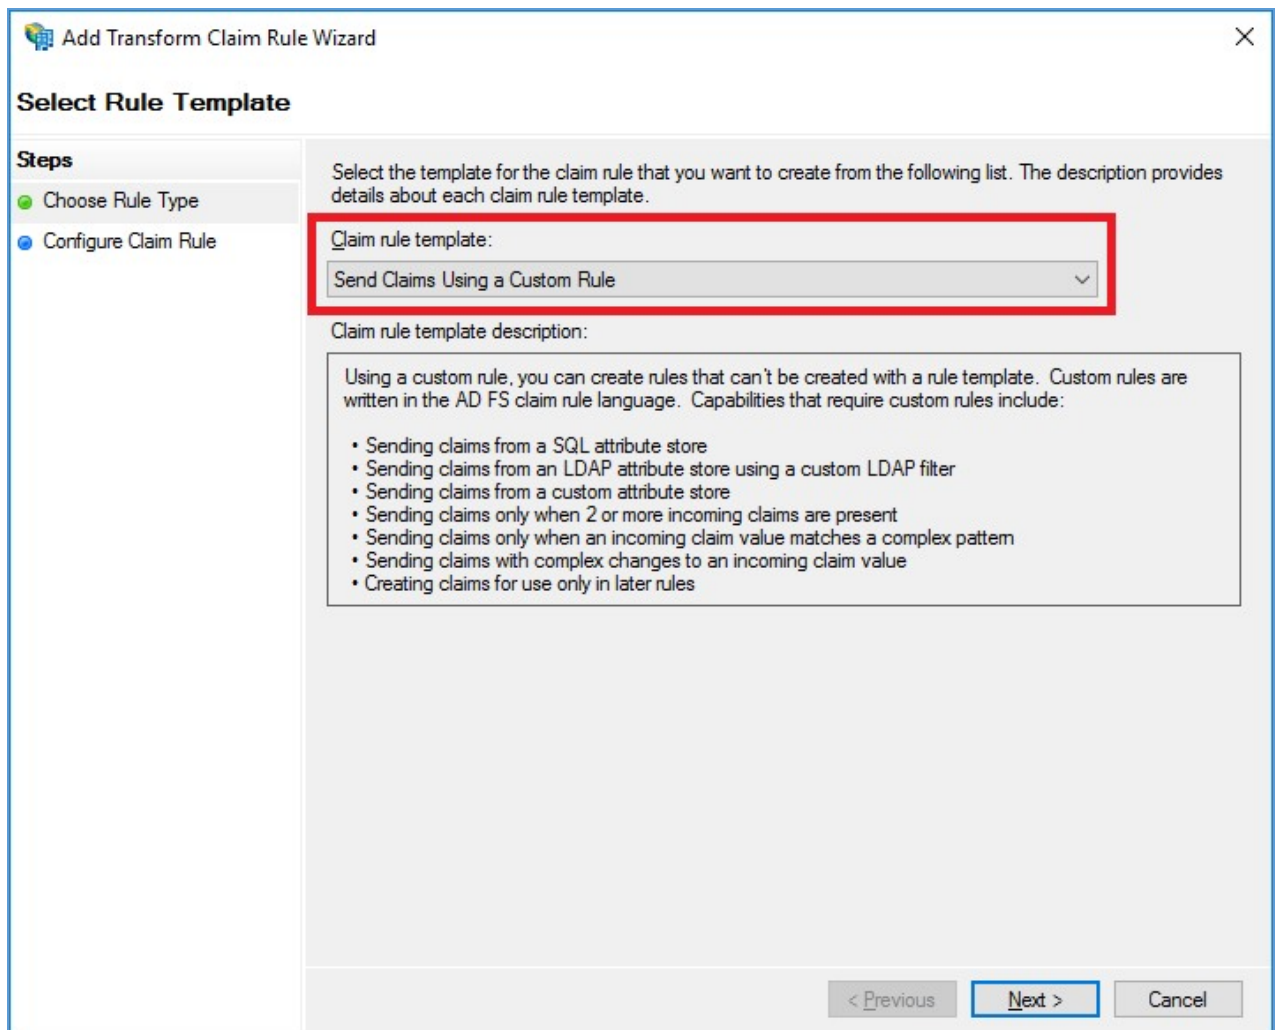 Add Transform Claim Rule Wizard
Select Rule Template
Steps
Choose Rule Type
Configure Claim Rule
Select the template for the claim rule that you want to create from the following list. The description provides
details about each claim rule template.
Claim rule template:
Send Claims Using a Custom Rule
Claim rule template description:
Using a custom rule, you can create rules that can't be created with a rule template. Custom rules are
written in the AD FS claim rule language. Capabilities that require custom rules include:
• Sending claims from a SQL attribute store
• Sending claims from an LDAP attribute store using a custom LDAP filter
• Sending claims from a custom attribute store
• Sending claims only when 2 or more incoming claims are present
• Sending claims only when an incoming claim value matches a complex pattern
• Sending claims with complex changes to an incoming claim value
• Creating claims for use only in later rules
< Previous
Next >
Cancel